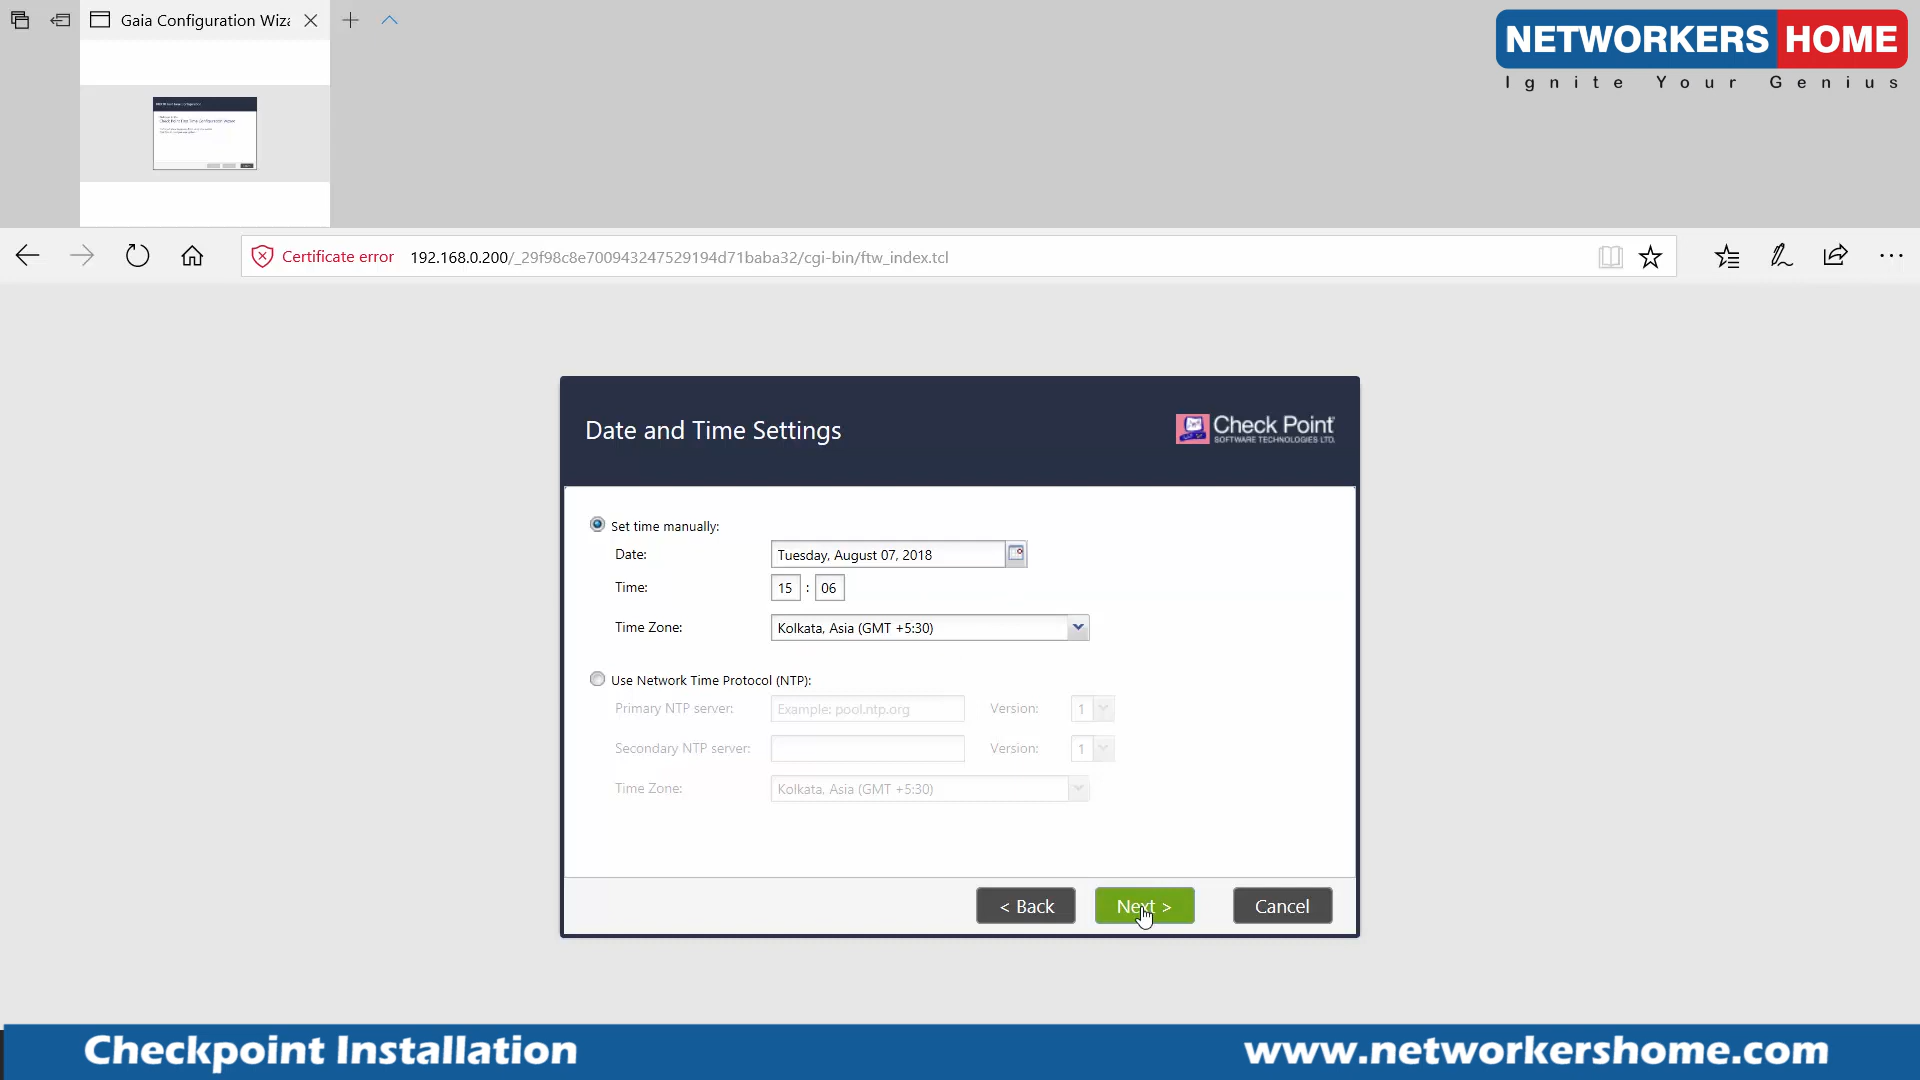 Gaia Configuration Wiza
NETWORKERS HOME
Ignite Your Genius
Certificate error 192.168.0.200/_29f98c8e700943247529194d71baba32/cgi-bin/ftw_index.tcl
Date and Time Settings
Check Point
SOFTWARE TECHNOLOGIES LTD.
Set time manually:
Date: Tuesday, August 07, 2018
Time: 15 : 06
Time Zone: Kolkata, Asia (GMT +5:30)
Use Network Time Protocol (NTP):
Primary NTP server: Example: pool.ntp.org Version: 1
Secondary NTP server: Version: 1
Time Zone: Kolkata, Asia (GMT +5:30)
< Back Next > Cancel
Checkpoint Installation www.networkershome.com